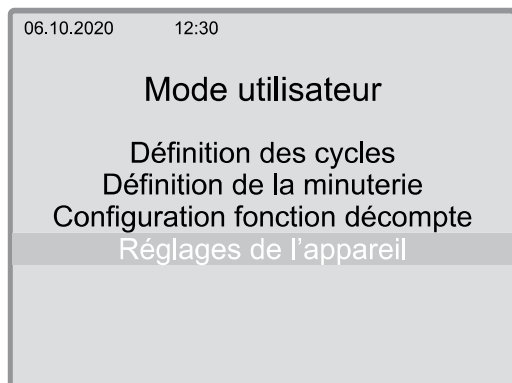 06.10.2020 12:30
Mode utilisateur
Définition des cycles
Définition de la minuterie
Configuration fonction décompte
Réglages de l'appareil